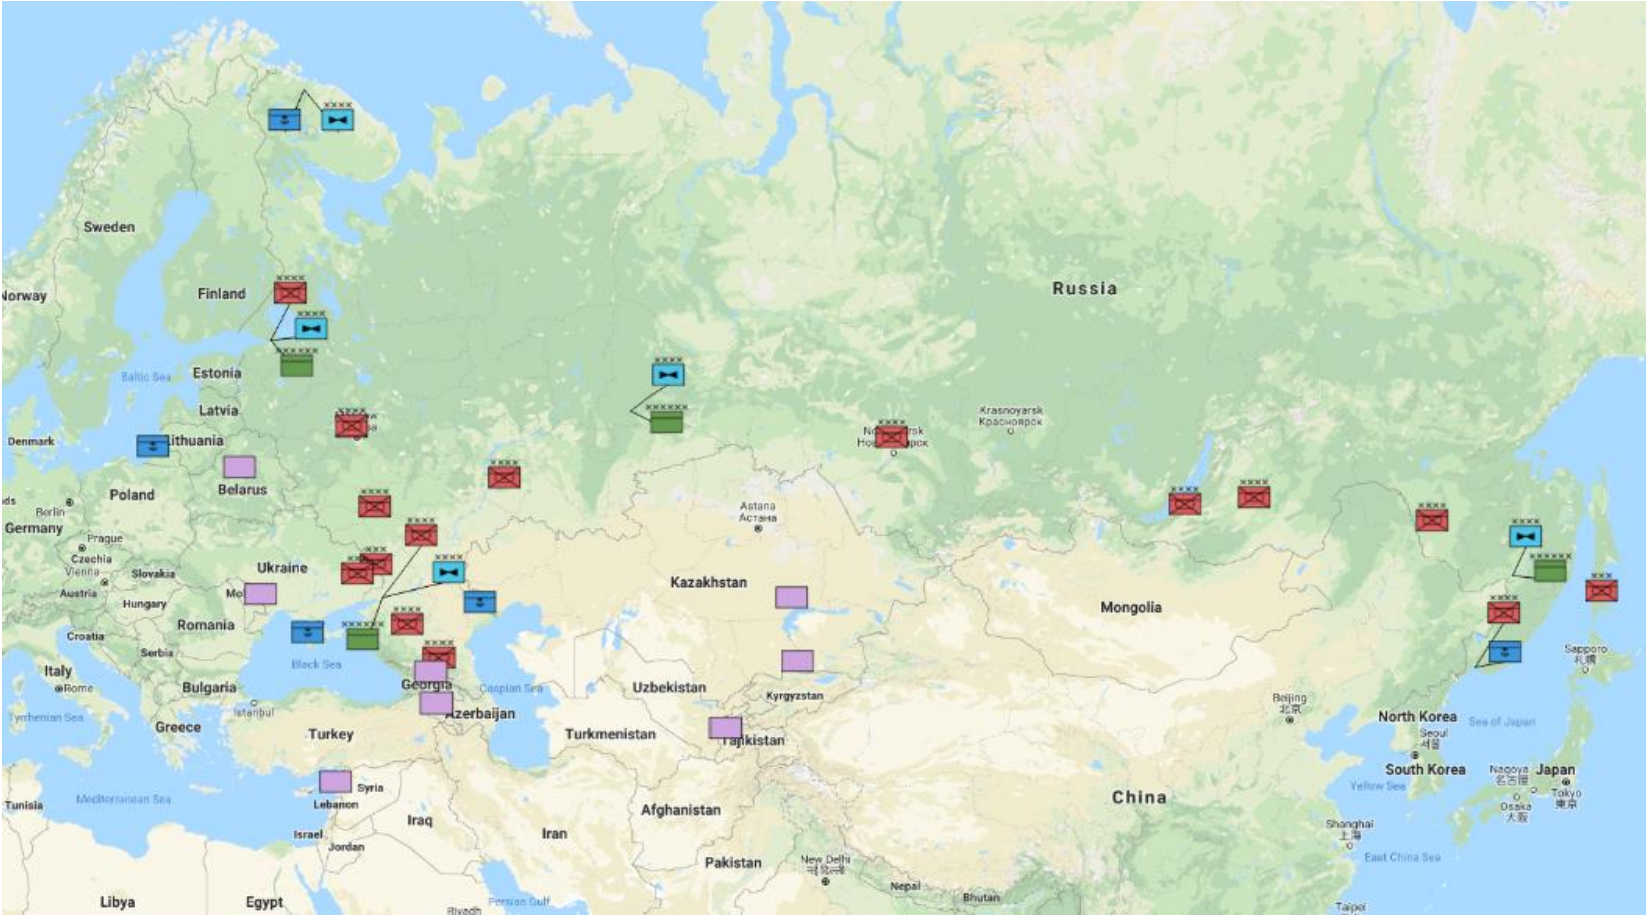 Sweden
Norway
Finland
Russia
Estonia
Baltic Sea
Latvia
Krasnoyarsk
Красноярск
Denmark
Lithuania
Belarus
Poland
Berlin
Germany
Prague
Czechia
Vienna
Slovakia
Ukraine
Astana
Астана
Austria
Hungary
Kazakhstan
Mongolia
Romania
Croatia
Serbia
Black Sea
Italy
Rome
Bulgaria
Georgia
Caspian Sea
Uzbekistan
Kyrgyzstan
Sapporo
札幌
Beijing
北京
Istanbul
Tyrrhenian Sea
Greece
Azerbaijan
North Korea
Sea of Japan
Turkey
Turkmenistan
Tajikistan
Seoul
서울
South Korea
Nagoya
名古屋
Japan
Tokyo
東京
Yellow Sea
Osaka
大阪
Syria
Lebanon
Mediterranean Sea
Tunisia
China
Iraq
Afghanistan
Israel
Iran
Jordan
Shanghai
上海
Pakistan
New Delhi
East China Sea
Nepal
Bhutan
Libya
Egypt
Riyadh
Persian Gulf
Taipei